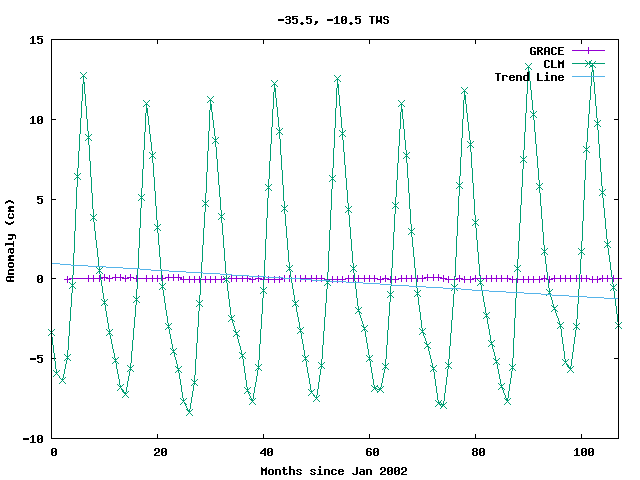 -35.5, -10.5 TWS
15
GRACE
CLM
Trend Line
10
5
0
-5
-10
Anomaly (cm)
0 20 40 60 80 100
Months since Jan 2002